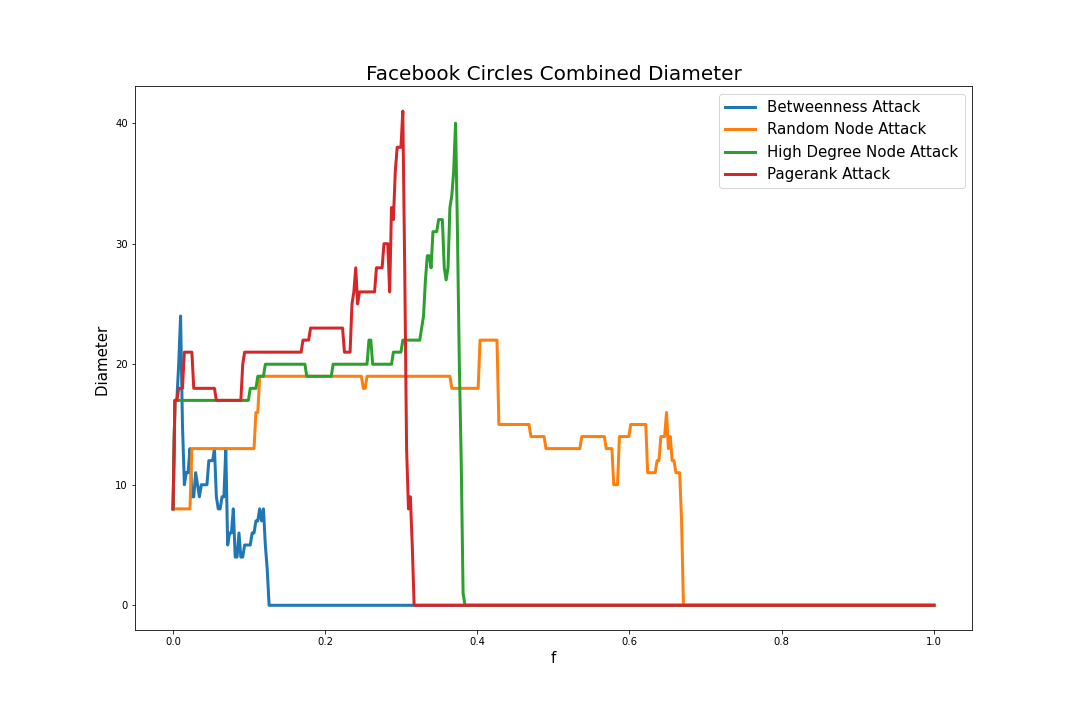 Facebook Circles Combined Diameter
Betweenness Attack
Random Node Attack
High Degree Node Attack
Pagerank Attack
Diameter
40
30
20
10
0
0.0 0.2 0.4 0.6 0.8 1.0
f